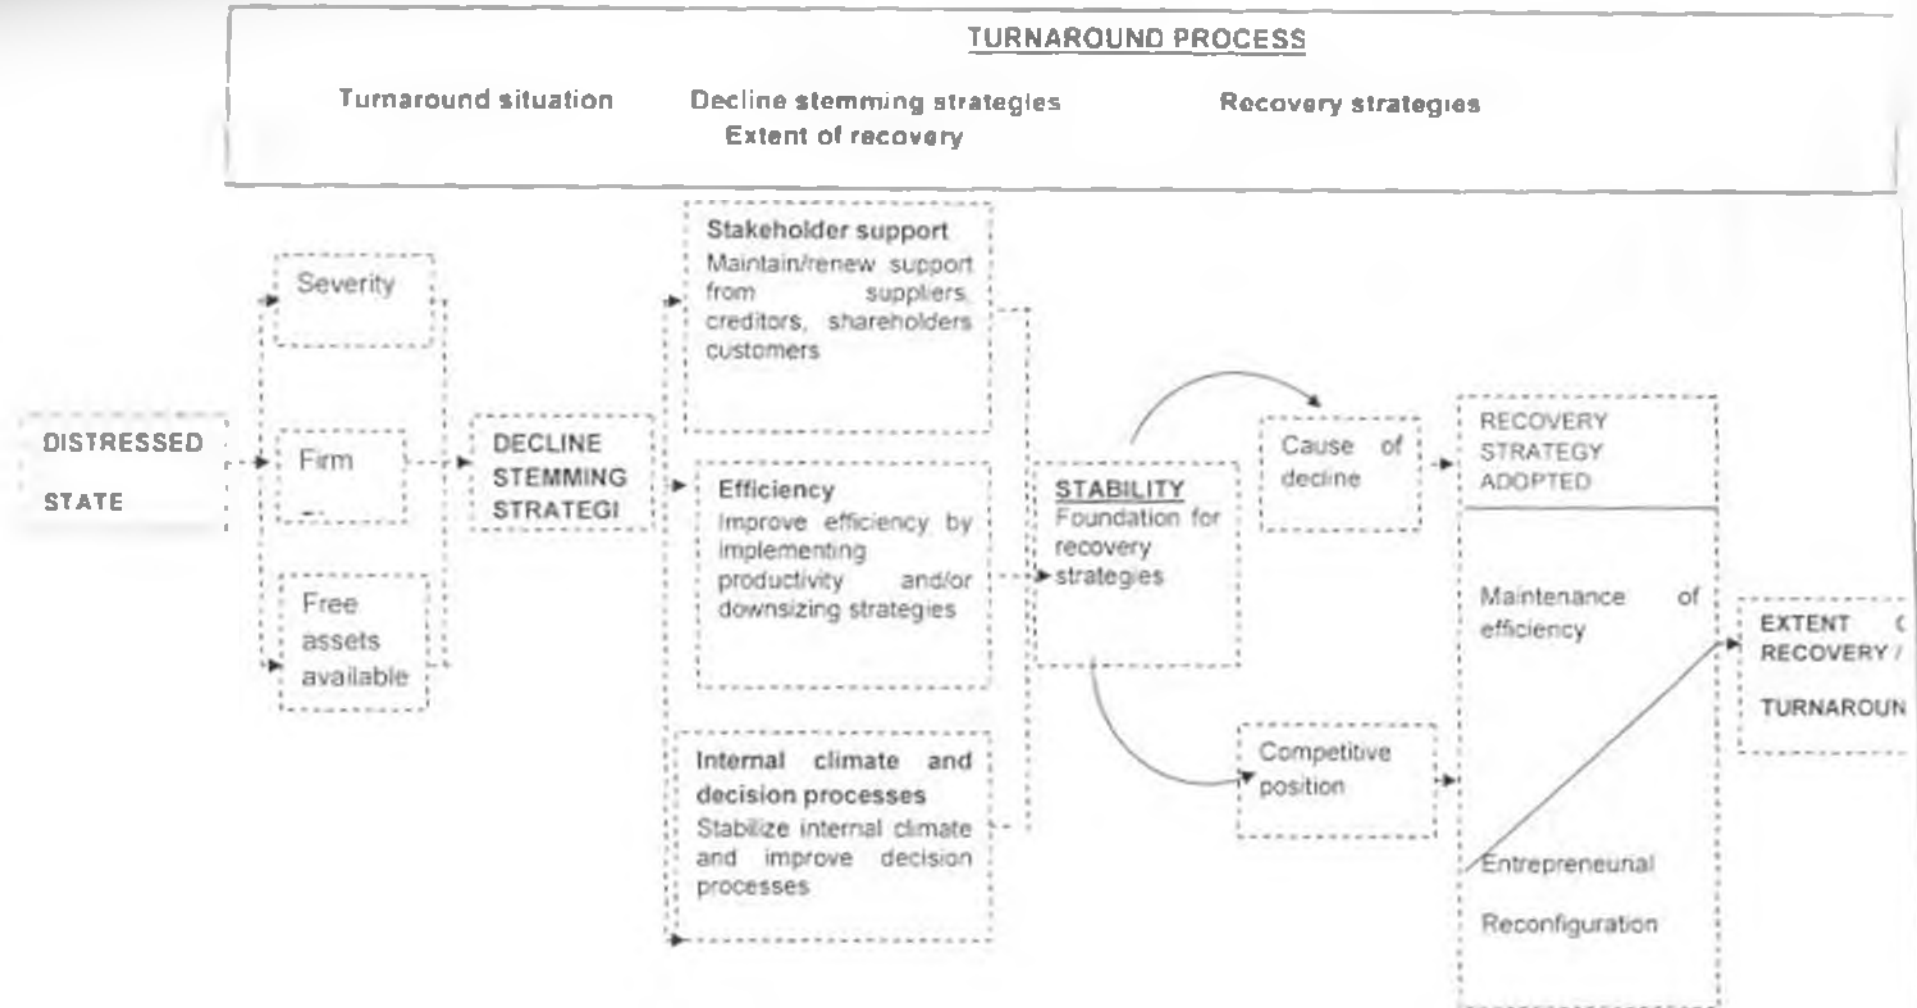 TURNAROUND PROCESS
Turnaround situation
Decline stemming strategies
Extent of recovery
Recovery strategies
DISTRESSED
STATE
Severity
Firm
Free
assets
available
DECLINE
STEMMING
STRATEGI
Stakeholder support
Maintain/renew support
from suppliers,
creditors, shareholders
customers
Efficiency
Improve efficiency by
implementing
productivity and/or
downsizing strategies
Internal climate and
decision processes
Stabilize internal climate
and improve decision
processes
STABILITY
Foundation for
recovery
strategies
Cause of
decline
Competitive
position
RECOVERY
STRATEGY
ADOPTED
Maintenance of
efficiency
Entrepreneurial
Reconfiguration
EXTENT
RECOVERY /
TURNAROUN